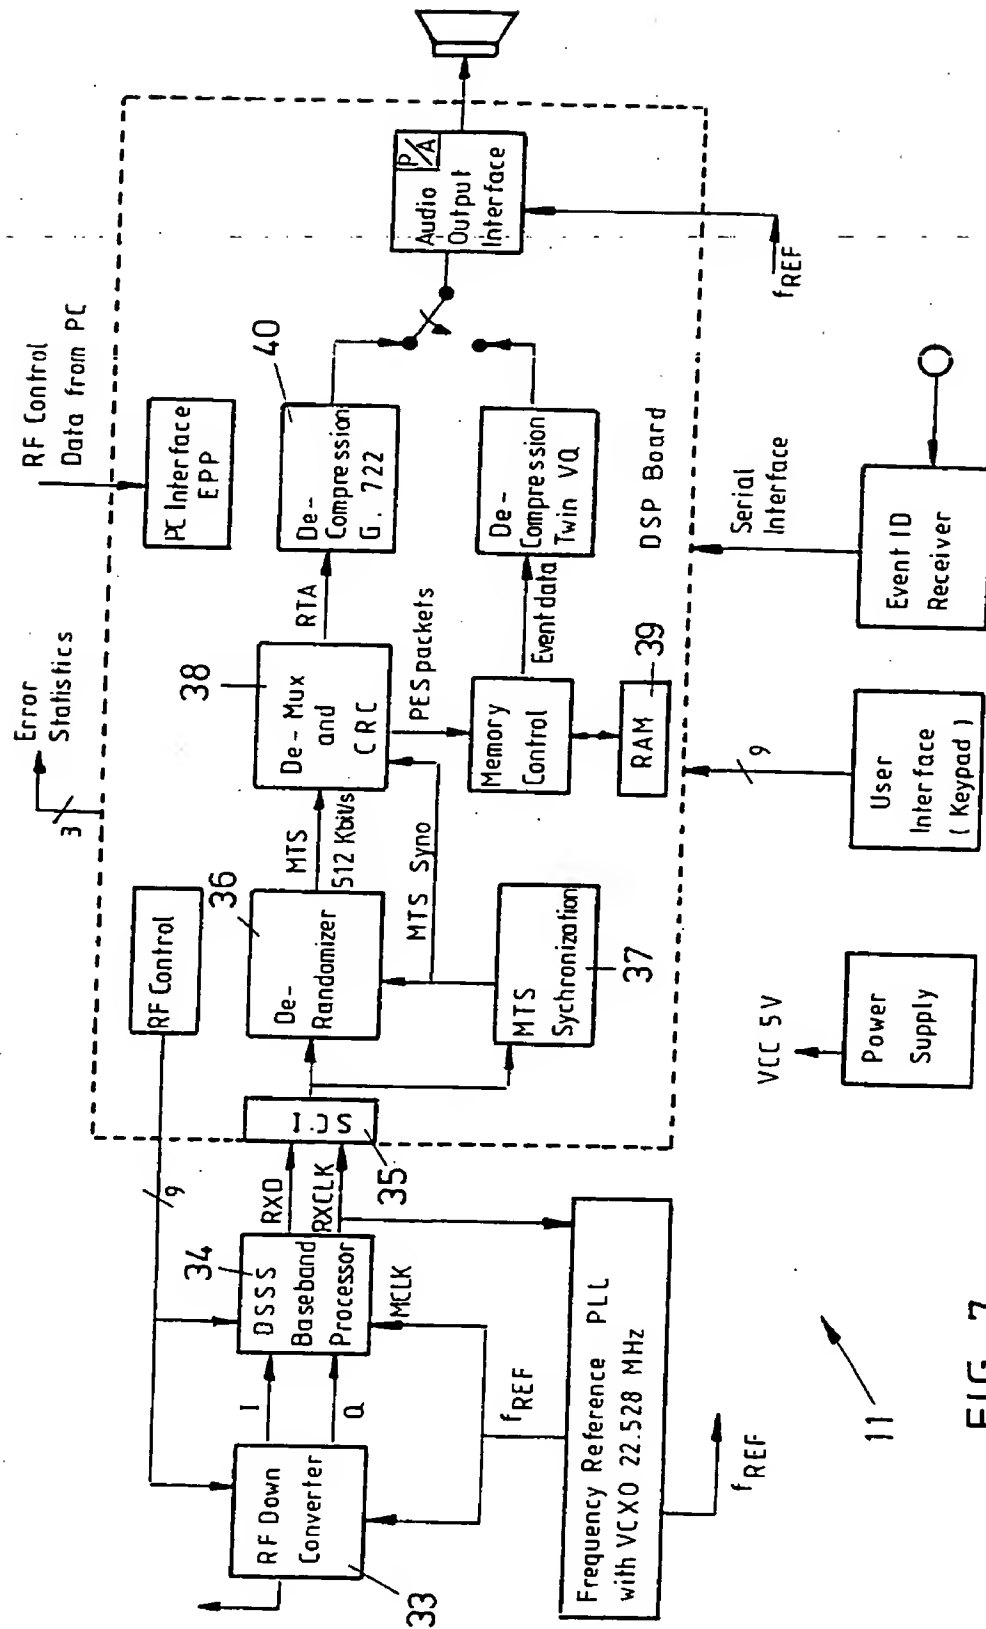 Error
Statistics
3
RF Control
Data from PC
RF Control
PC Interface
EPP
9
36
38
40
34
DSSS
Baseband
Processor
RXD
RXCLK
SCI
35
De-
Randomizer
MTS
512 Kbit/s
De-Mux
and
CRC
RTA
De-
Compression
G. 722
P/A
Audio
Output
Interface
I
Q
RF Down
Converter
33
MCLK
fREF
MTS Syno
PES packets
MTS
Sychronization
37
Memory
Control
Event data
De-
Compression
Twin VQ
RAM
39
DSP Board
fREF
Frequency Reference PLL
with VCXO 22.528 MHz
fREF
VCC 5V
Power
Supply
9
User
Interface
( Keypad )
Serial
Interface
Event ID
Receiver
11
FIG. 7